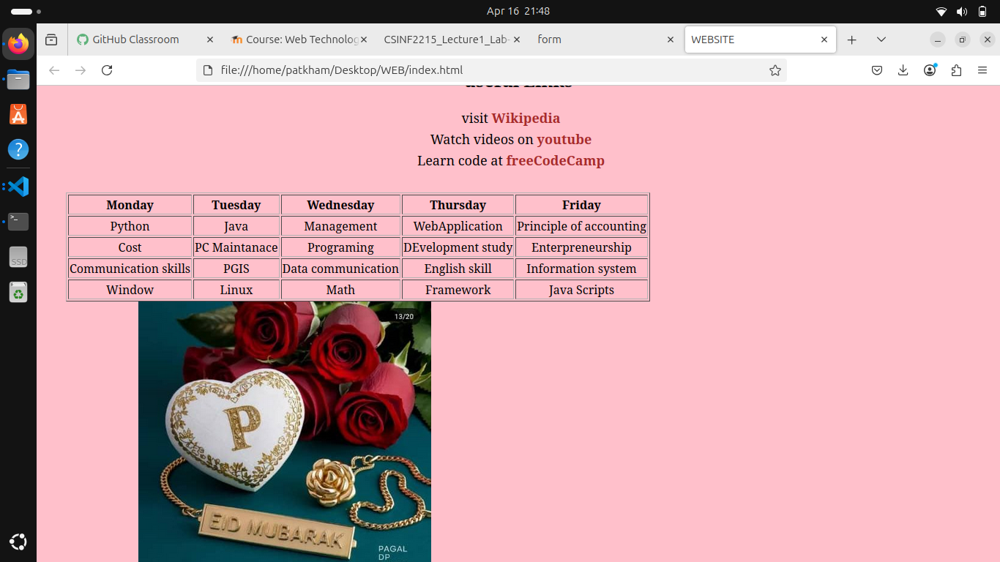 Apr 16 21:48
GitHub Classroom
Course: Web Technolog
CSINF2215_Lecture1_Lab-
form
WEBSITE
file:///home/patkham/Desktop/WEB/index.html
useful Links
visit Wikipedia
Watch videos on youtube
Learn code at freeCodeCamp
Monday Tuesday Wednesday Thursday Friday
Python Java Management WebApplication Principle of accounting
Cost PC Maintanace Programing DEvelopment study Enterpreneurship
Communication skills PGIS Data communication English skill Information system
Window Linux Math Framework Java Scripts
13/20
P
EID MUBARAK
PAGAL
DP
SSD